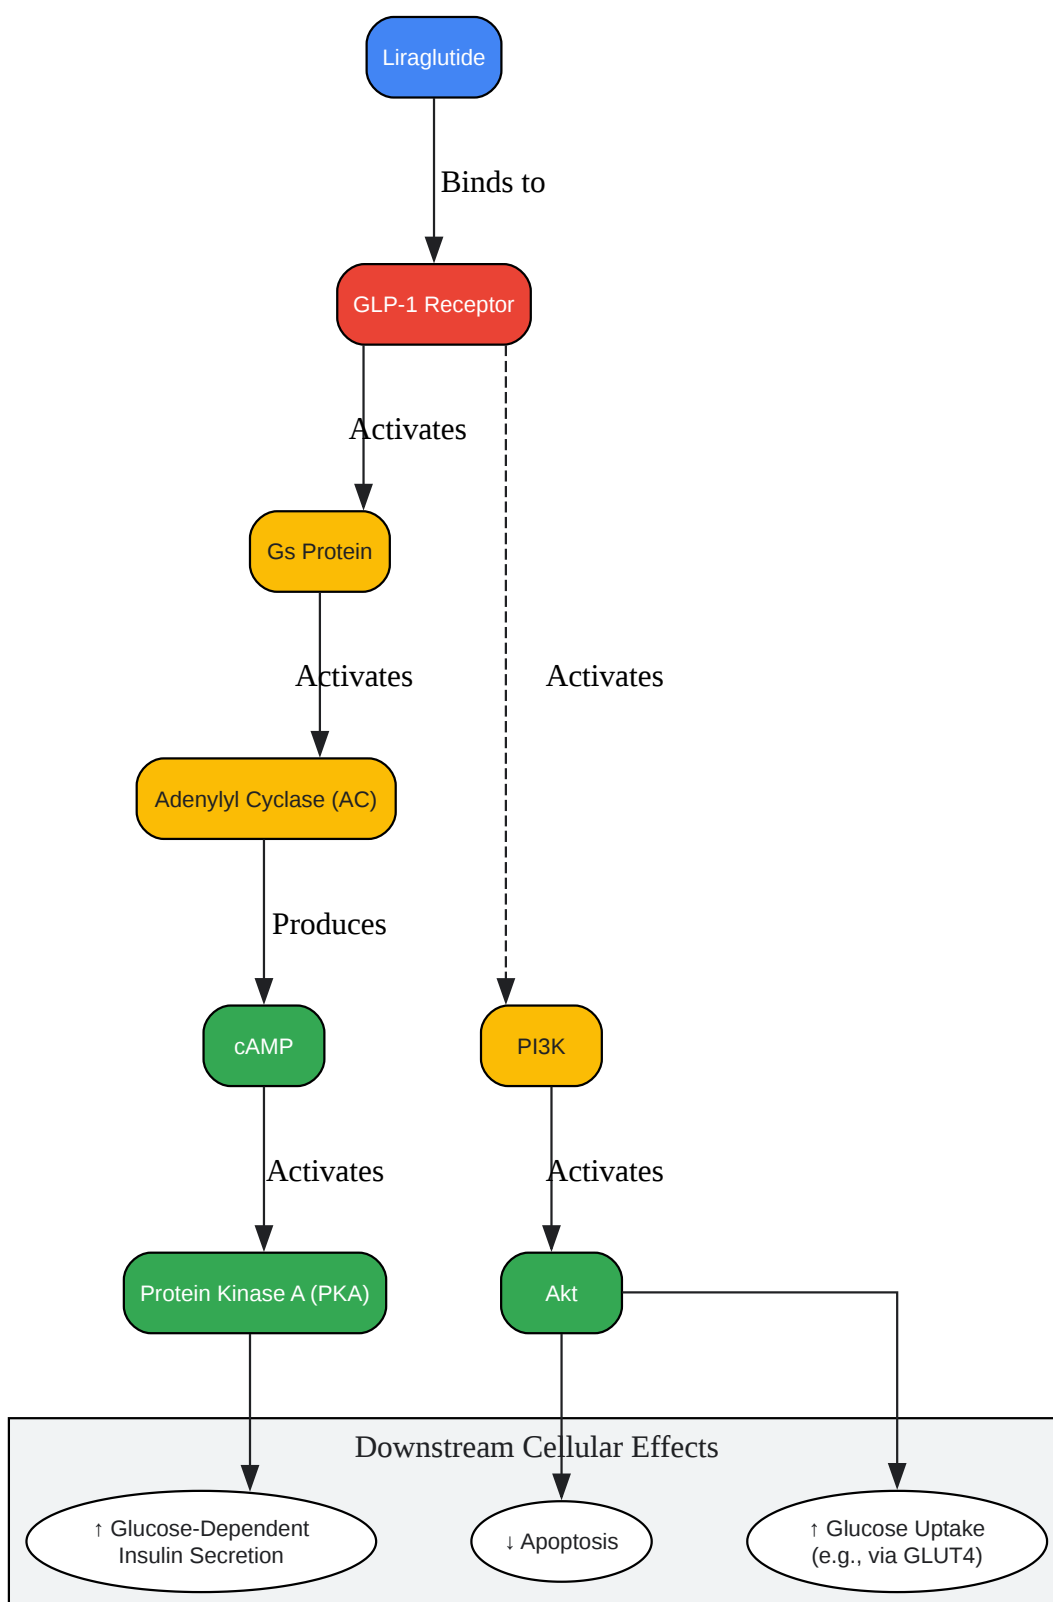 Liraglutide
Binds to
GLP-1 Receptor
Activates
Gs Protein
Activates
Activates
Adenylyl Cyclase (AC)
Produces
cAMP
PI3K
Activates
Activates
Protein Kinase A (PKA)
Akt
Downstream Cellular Effects
↑ Glucose-Dependent
Insulin Secretion
↓ Apoptosis
↑ Glucose Uptake
(e.g., via GLUT4)